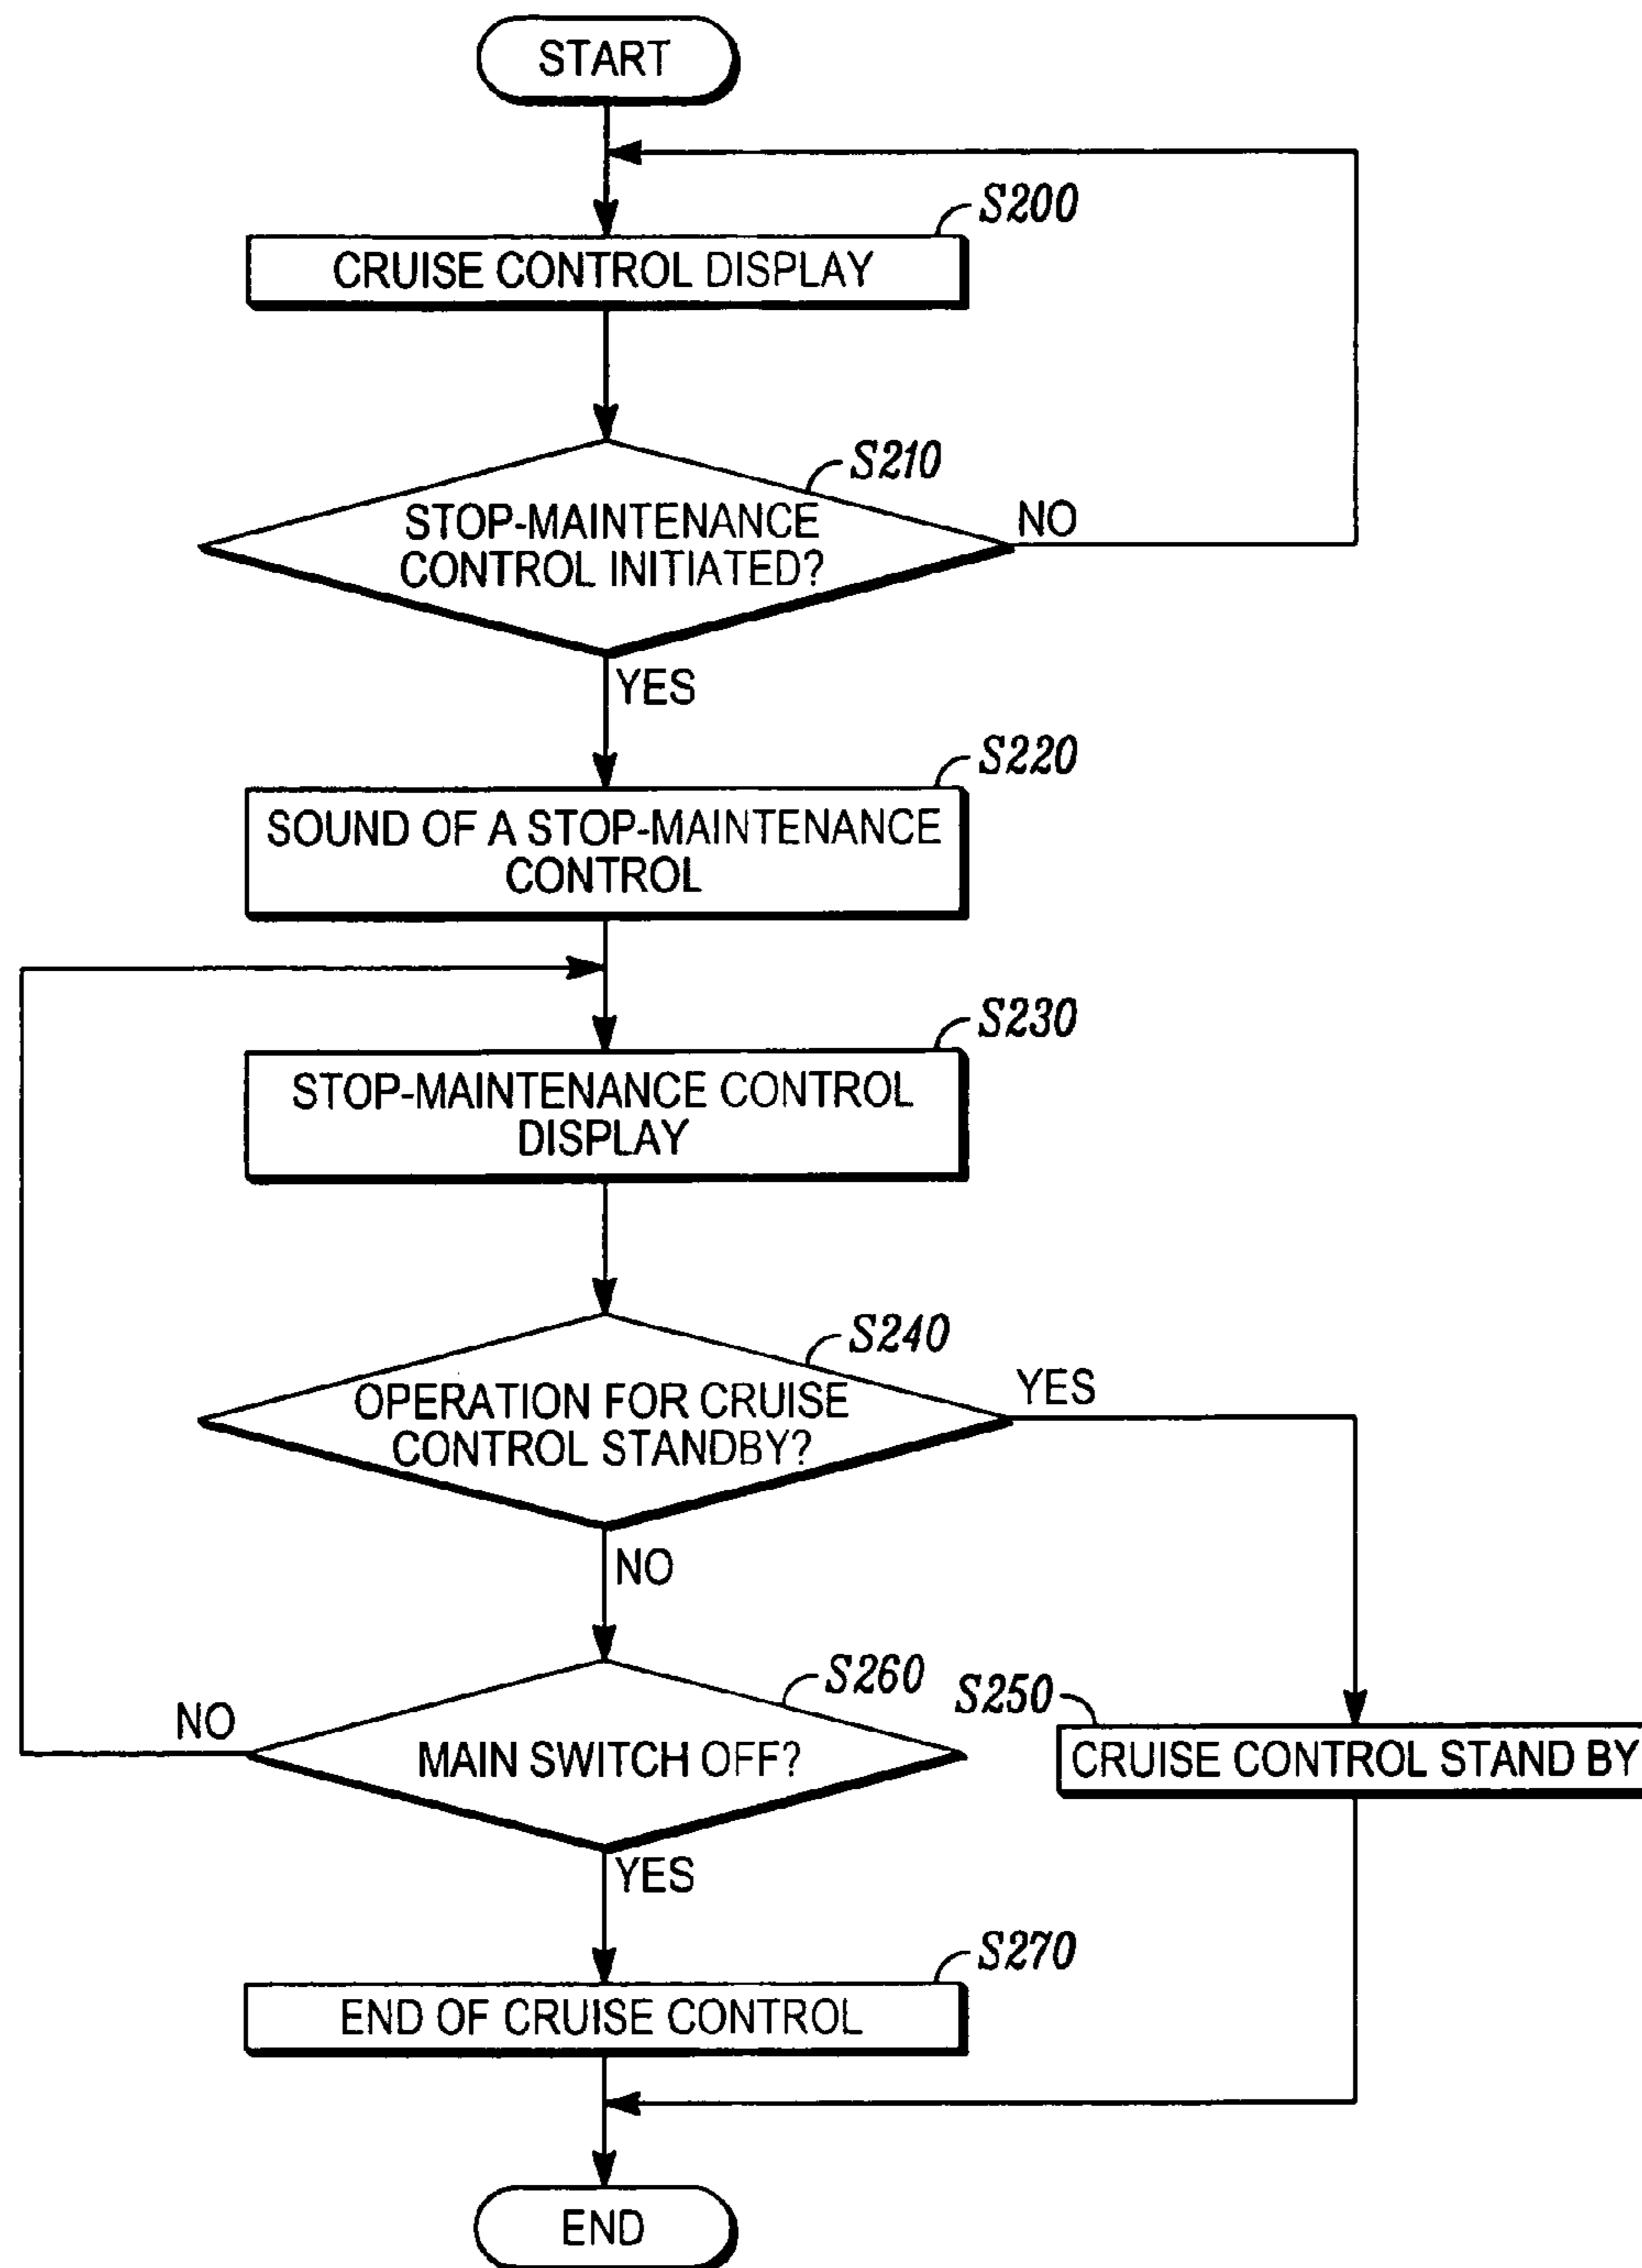 START
S200
CRUISE CONTROL DISPLAY
S210
STOP-MAINTENANCE
CONTROL INITIATED?
NO
YES
S220
SOUND OF A STOP-MAINTENANCE
CONTROL
S230
STOP-MAINTENANCE CONTROL
DISPLAY
S240
OPERATION FOR CRUISE
CONTROL STANDBY?
YES
NO
S260
MAIN SWITCH OFF?
NO
S250
CRUISE CONTROL STAND BY
YES
S270
END OF CRUISE CONTROL
END